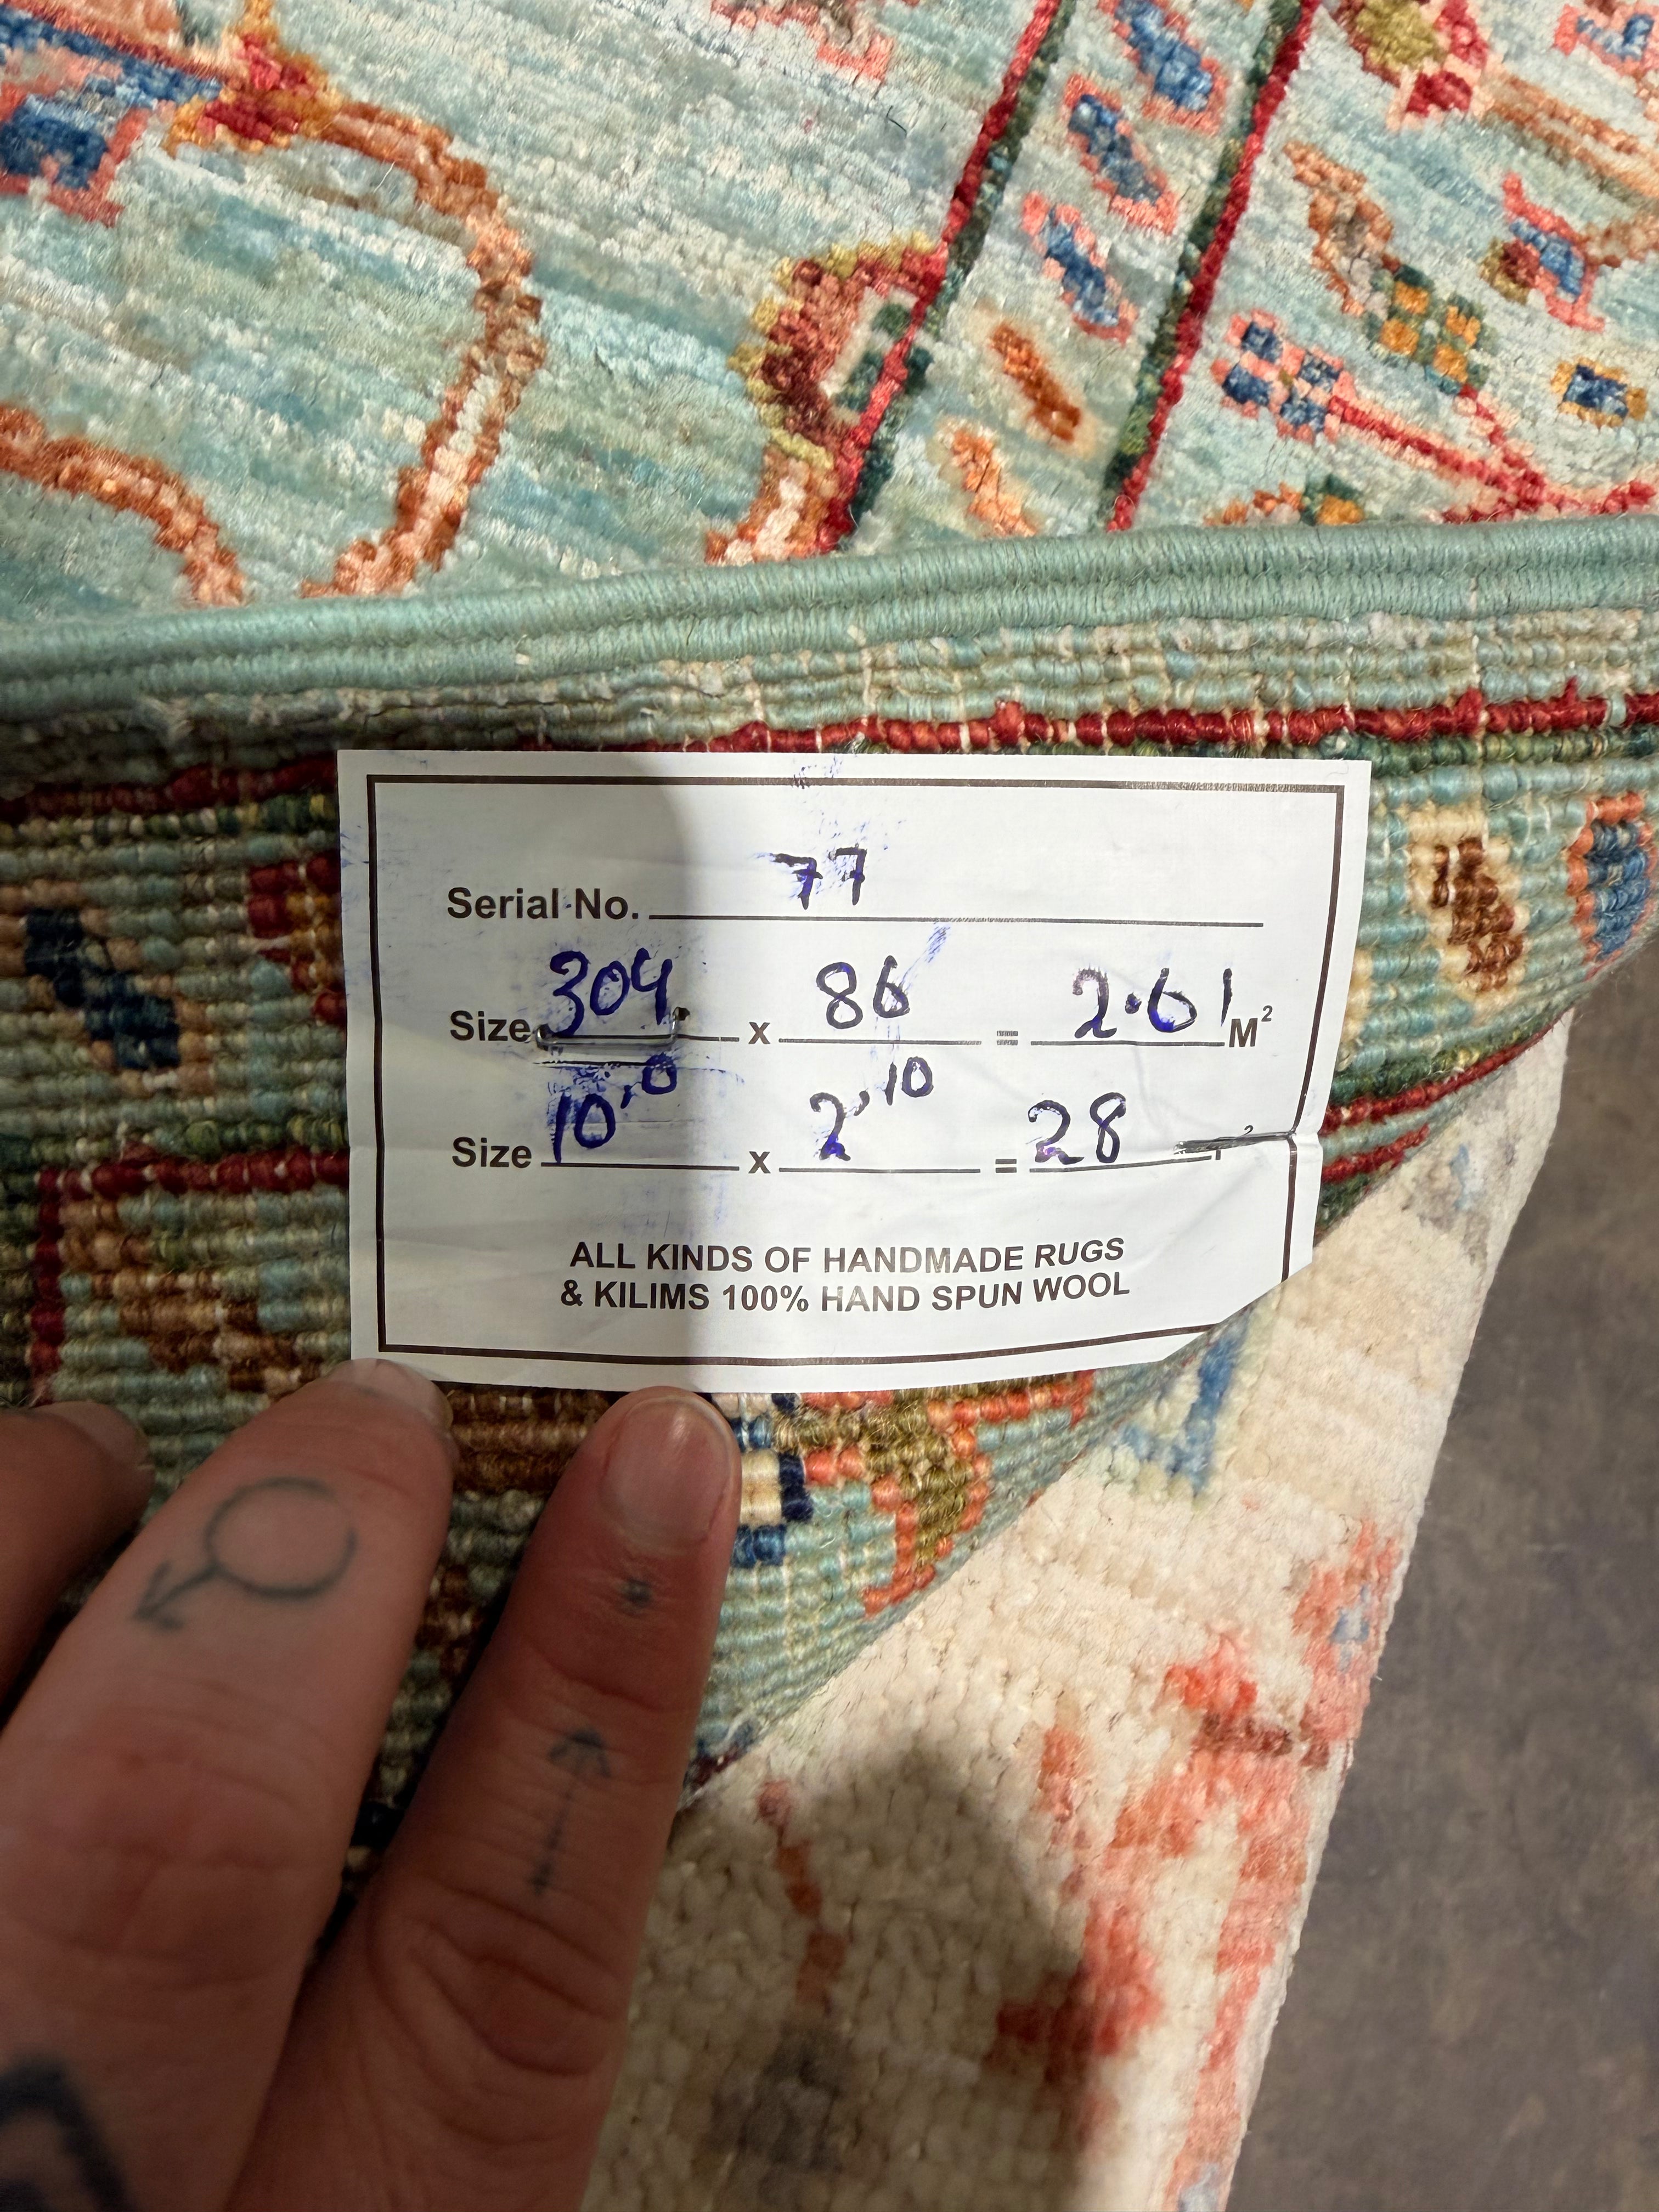 Serial No. 77
Size 304 x 86 = 2.61 M²
Size 10'0 x 2'10 = 28 ²
ALL KINDS OF HANDMADE RUGS
& KILIMS 100% HAND SPUN WOOL